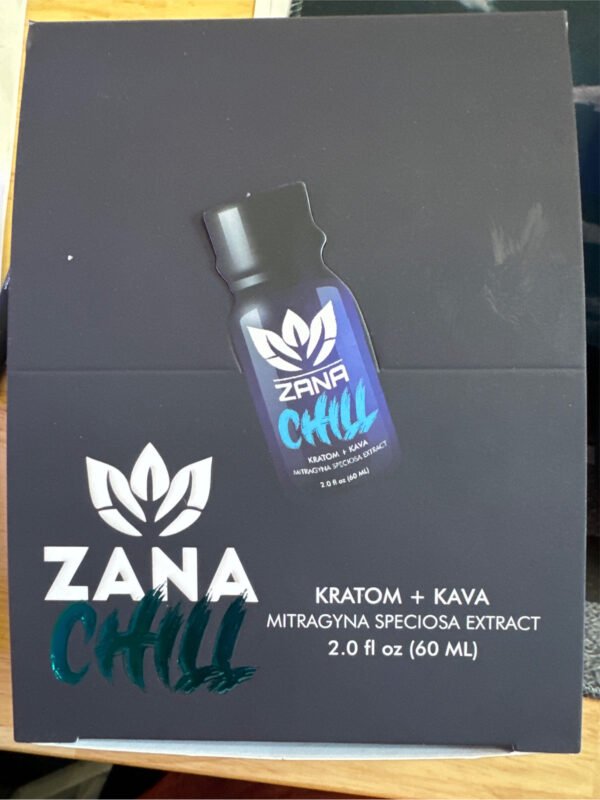 ZANA
CHILL
KRATOM + KAVA
MITRAGYNA SPECIOSA EXTRACT
2.0 fl oz (60 ML)
ZANA
CHILL
KRATOM + KAVA
MITRAGYNA SPECIOSA EXTRACT
2.0 fl oz (60 ML)